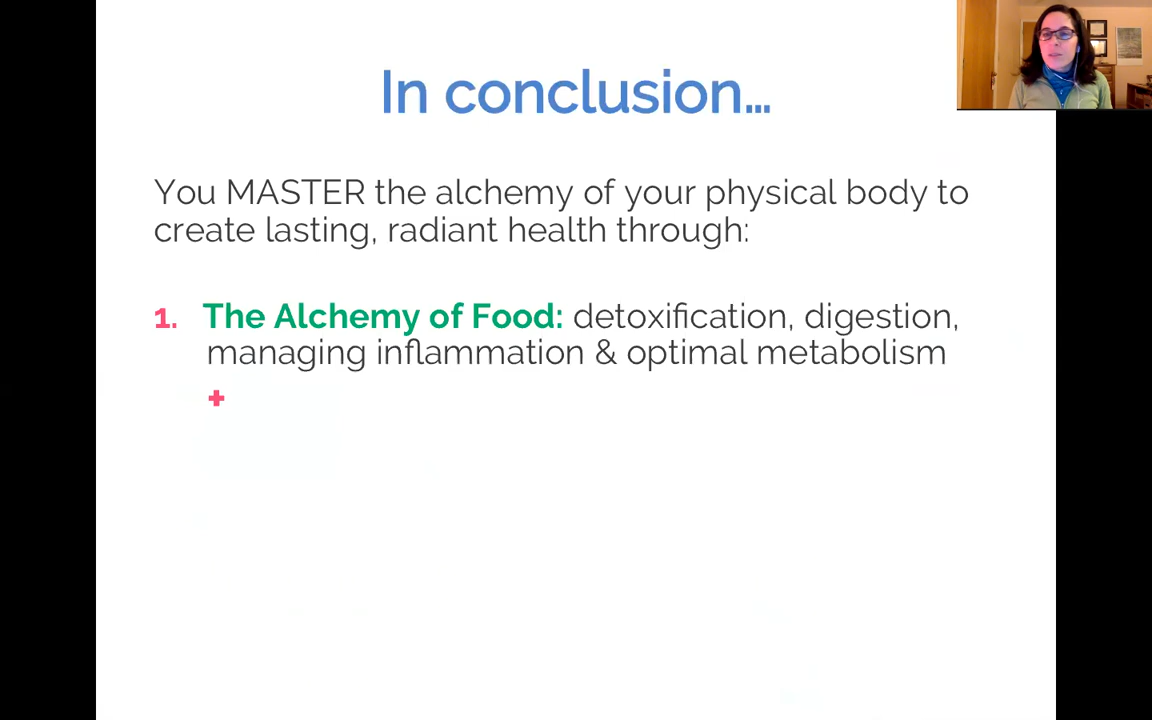 In conclusion...
You MASTER the alchemy of your physical body to
create lasting, radiant health through:
1. The Alchemy of Food: detoxification, digestion,
managing inflammation & optimal metabolism
+